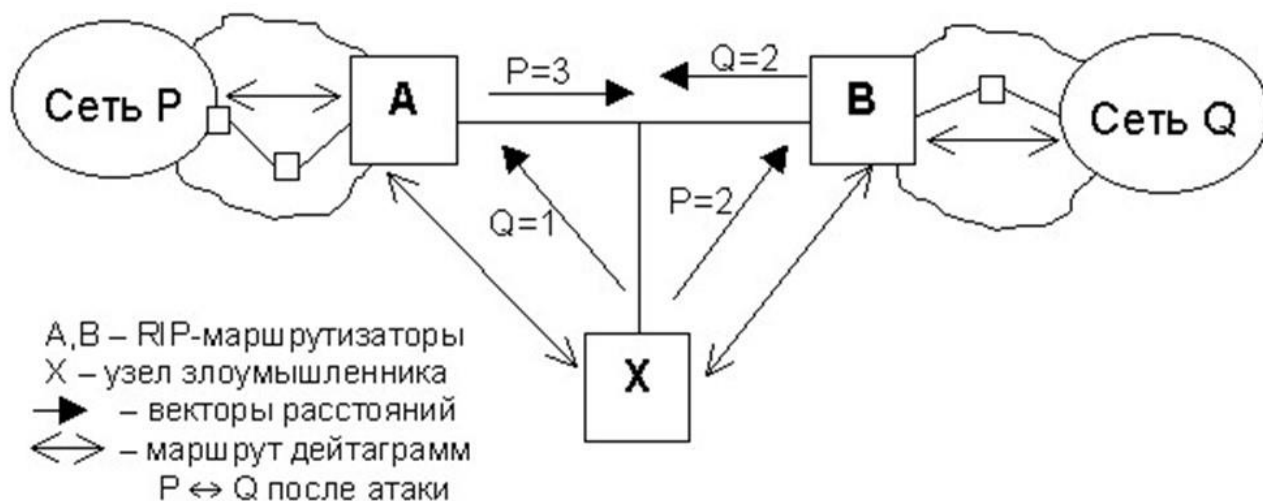 Сеть P
A
P=3
Q=2
B
Сеть Q
Q=1
P=2
X
A,B – RIP-маршрутизаторы
X – узел злоумышленника
– векторы расстояний
– маршрут дейтаграмм
P ⇔ Q после атаки